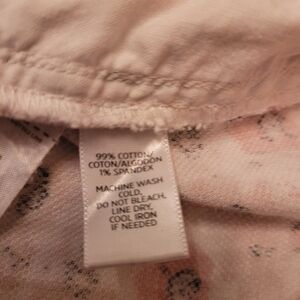 99% COTTON/
COTON/ALGODON
1% SPANDEX
MACHINE WASH
COLD,
DO NOT BLEACH,
LINE DRY,
COOL IRON
IF NEEDED